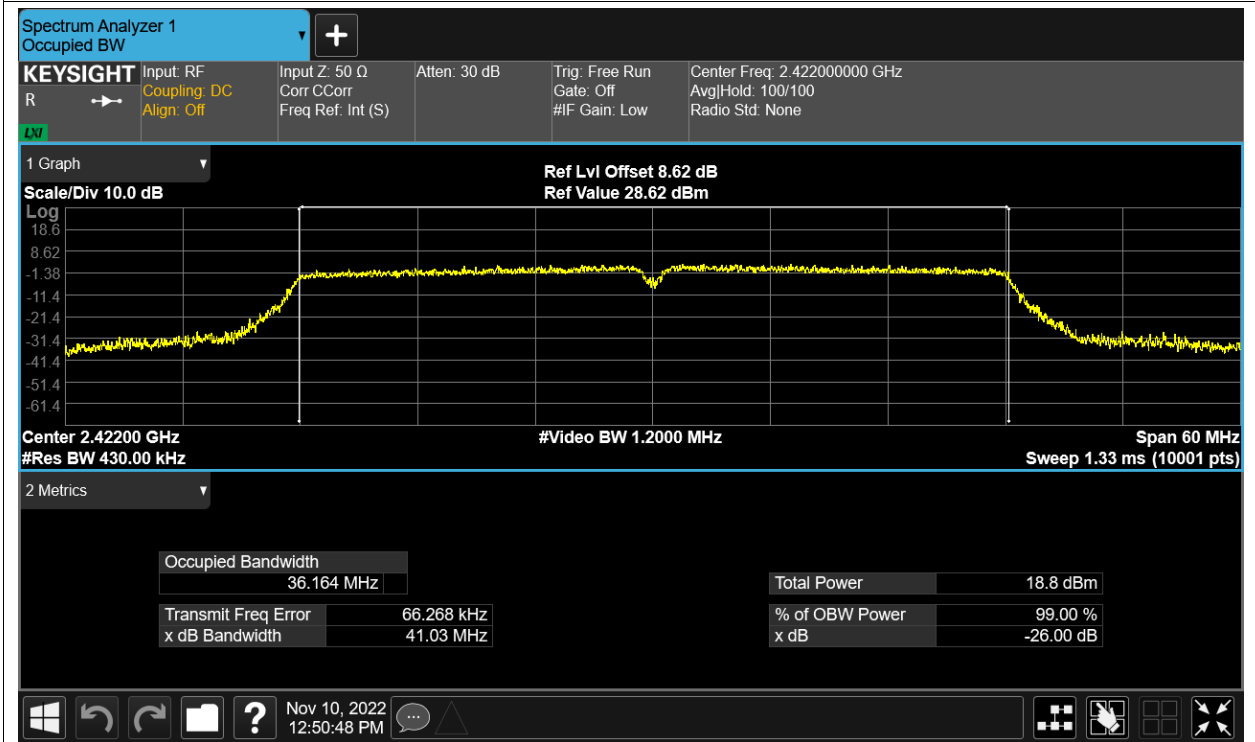 Spectrum Analyzer 1
Occupied BW
KEYSIGHT
R
LXI
Input: RF
Coupling: DC
Align: Off
Input Z: 50 Ω
Corr CCorr
Freq Ref: Int (S)
Atten: 30 dB
Trig: Free Run
Gate: Off
#IF Gain: Low
Center Freq: 2.422000000 GHz
Avg|Hold: 100/100
Radio Std: None
1 Graph
Scale/Div 10.0 dB
Ref Lvl Offset 8.62 dB
Ref Value 28.62 dBm
Log
18.6
8.62
-1.38
-11.4
-21.4
-31.4
-41.4
-51.4
-61.4
Center 2.42200 GHz
#Video BW 1.2000 MHz
Span 60 MHz
#Res BW 430.00 kHz
Sweep 1.33 ms (10001 pts)
2 Metrics
Occupied Bandwidth
36.164 MHz
Total Power 18.8 dBm
Transmit Freq Error 66.268 kHz
% of OBW Power 99.00 %
x dB Bandwidth 41.03 MHz
x dB -26.00 dB
?
Nov 10, 2022
12:50:48 PM